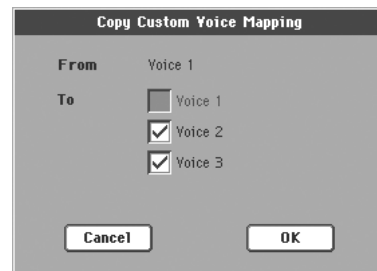 Copy Custom Voice Mapping
From Voice 1
To Voice 1
Voice 2
Voice 3
Cancel OK